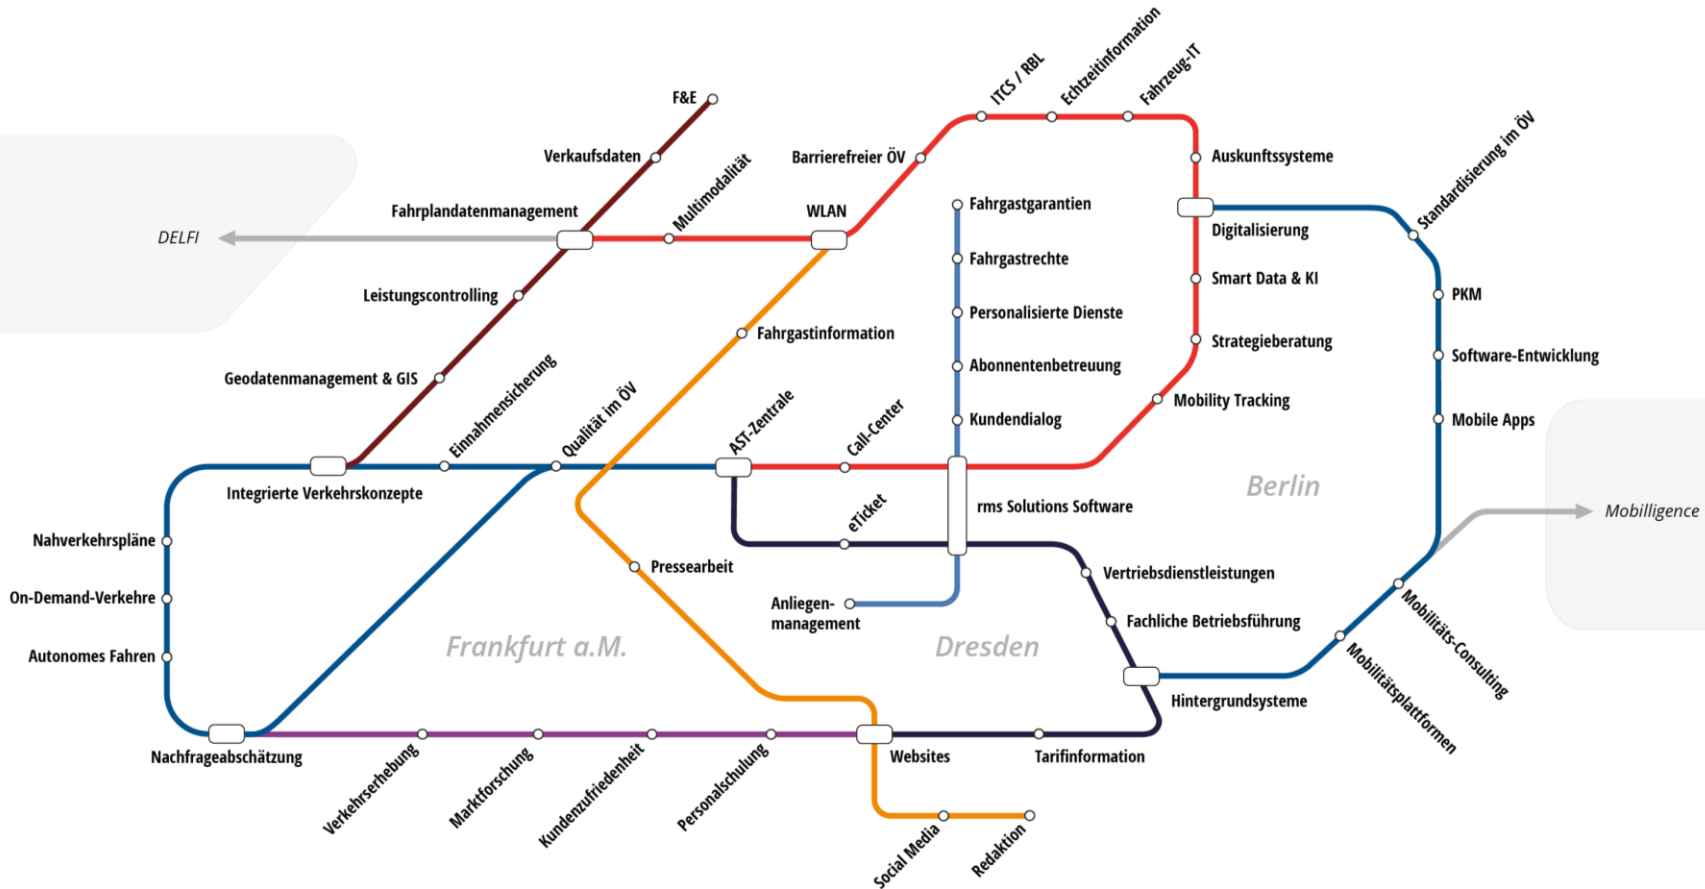 Echtzeitinformation
ITCS / RBL
Fahrzeug-IT
F&E
Verkaufsdaten
Multimodalität
Barrierefreier ÖV
Auskunftssysteme
Standardisierung im ÖV
Fahrplandatenmanagement
WLAN
Fahrgastgarantien
DELFI
Digitalisierung
Fahrgastrechte
Leistungscontrolling
Smart Data & KI
PKM
Personalisierte Dienste
Fahrgastinformation
Strategieberatung
Software-Entwicklung
Geodatenmanagement & GIS
Abonnentenbetreuung
Einnahmensicherung
Qualität im ÖV
AST-Zentrale
Call-Center
Mobility Tracking
Kundendialog
Mobile Apps
Integrierte Verkehrskonzepte
Berlin
eTicket
rms Solutions Software
Mobilligence
Nahverkehrspläne
Pressearbeit
Vertriebsdienstleistungen
On-Demand-Verkehre
Anliegen-
management
Fachliche Betriebsführung
Mobilitäts-Consulting
Autonomes Fahren
Frankfurt a.M.
Dresden
Mobilitätsplattformen
Hintergrundsysteme
Nachfrageabschätzung
Verkehrserhebung
Marktforschung
Kundenzufriedenheit
Personalschulung
Websites
Tarifinformation
Social Media
Redaktion